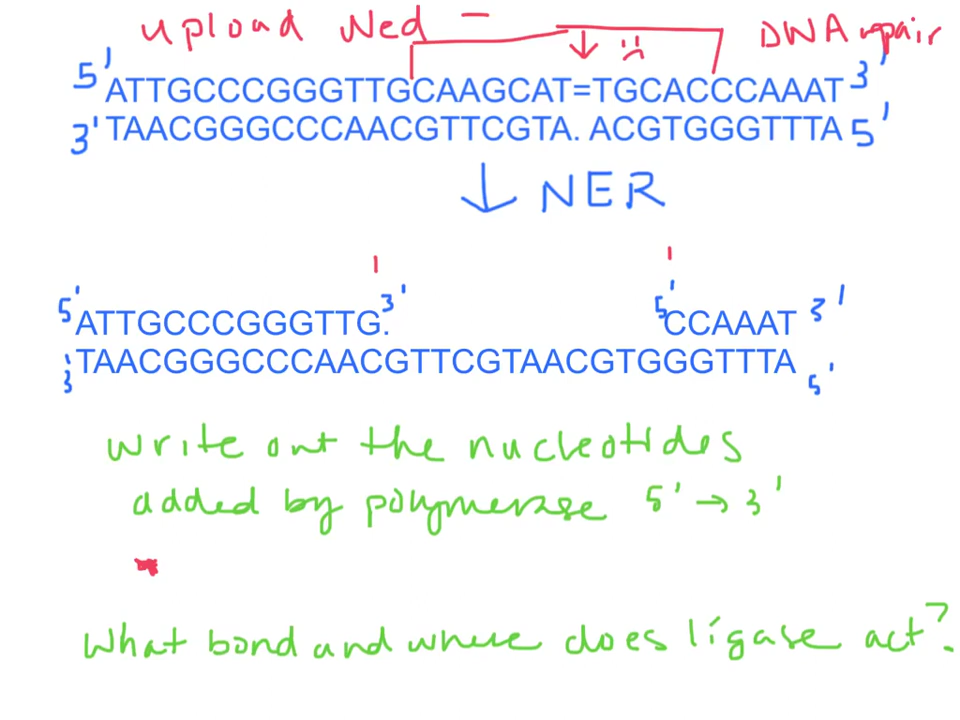 upload Wed - DNA repair
5' ATTGCCCGGGTTGCAAGCAT=TGCACCCAAAT 3'
3' TAACGGGCCCAACGTTCGTA. ACGTGGGTTTA 5'
↓ NER
5' ATTGCCCGGGTTG. 3' 5' CCAAAT 3'
3' TAACGGGCCCAACGTTCGTAACGTGGGTTTA 5'
Write out the nucleotides
added by polymerase 5' → 3'
What bond and where does ligase act?